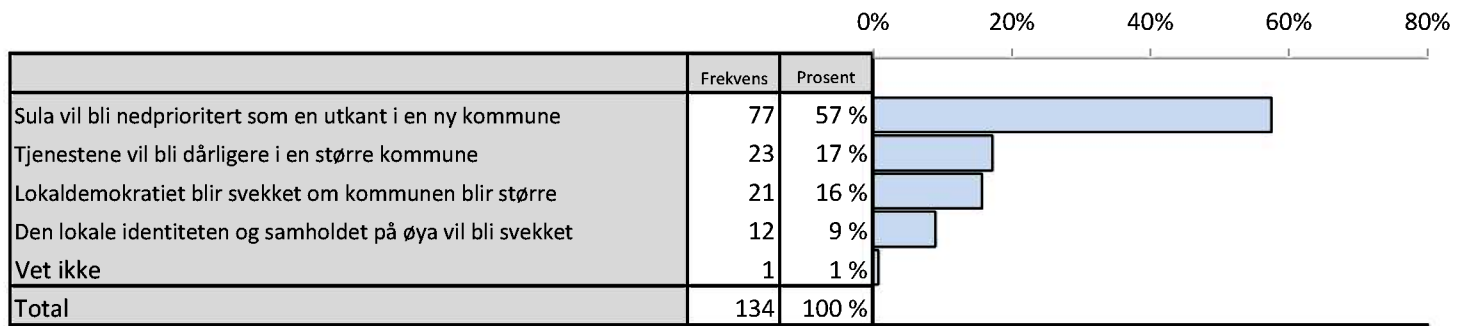 0% 20% 40% 60% 80%
Frekvens Prosent
Sula vil bli nedprioritert som en utkant i en ny kommune 77 57 %
Tjenestene vil bli dårligere i en større kommune 23 17 %
Lokaldemokratiet blir svekket om kommunen blir større 21 16 %
Den lokale identiteten og samholdet på øya vil bli svekket 12 9 %
Vet ikke 1 1 %
Total 134 100 %